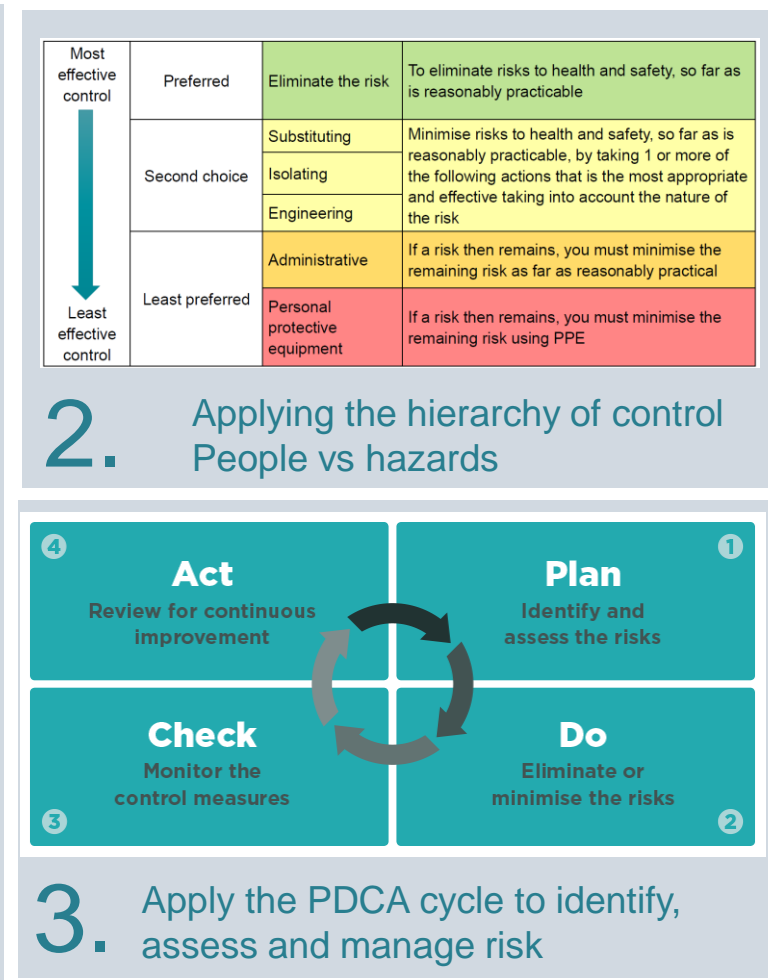 Most
effective
control
Preferred
Eliminate the risk
To eliminate risks to health and safety, so far as
is reasonably practicable
Second choice
Substituting
Isolating
Engineering
Minimise risks to health and safety, so far as is
reasonably practicable, by taking 1 or more of
the following actions that is the most appropriate
and effective taking into account the nature of
the risk
Least preferred
Administrative
If a risk then remains, you must minimise the
remaining risk as far as reasonably practical
Least
effective
control
Personal
protective
equipment
If a risk then remains, you must minimise the
remaining risk using PPE
2.
Applying the hierarchy of control
People vs hazards
4
Act
Review for continuous
improvement
1
Plan
Identify and
assess the risks
Check
Monitor the
control measures
3
Do
Eliminate or
minimise the risks
2
3.
Apply the PDCA cycle to identify,
assess and manage risk